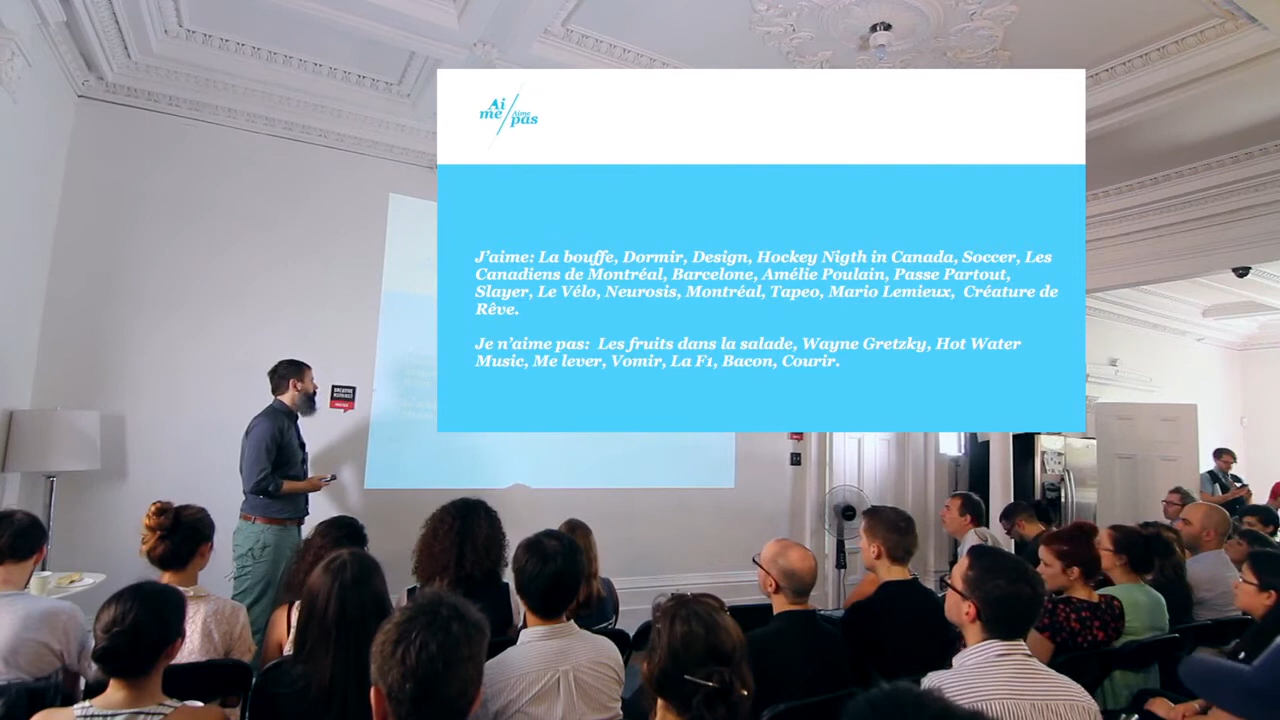 Ai
me
Aime
pas
J'aime: La bouffe, Dormir, Design, Hockey Nigth in Canada, Soccer, Les
Canadiens de Montréal, Barcelone, Amélie Poulain, Passe Partout,
Slayer, Le Vélo, Neurosis, Montréal, Tapeo, Mario Lemieux,  Créature de
Rêve.
Je n'aime pas:  Les fruits dans la salade, Wayne Gretzky, Hot Water
Music, Me lever, Vomir, La F1, Bacon, Courir.